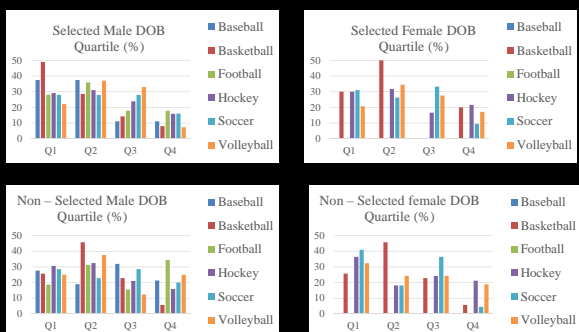 Selected Male DOB
Quartile (%)
50
40
30
20
10
0
Q1 Q2 Q3 Q4
Baseball
Basketball
Football
Hockey
Soccer
Volleyball
Selected Female DOB
Quartile (%)
50
40
30
20
10
0
Q1 Q2 Q3 Q4
Baseball
Basketball
Football
Hockey
Soccer
Volleyball
Non – Selected Male DOB
Quartile (%)
50
40
30
20
10
0
Q1 Q2 Q3 Q4
Baseball
Basketball
Football
Hockey
Soccer
Volleyball
Non – Selected female DOB
Quartile (%)
50
40
30
20
10
0
Q1 Q2 Q3 Q4
Baseball
Basketball
Football
Hockey
Soccer
Volleyball